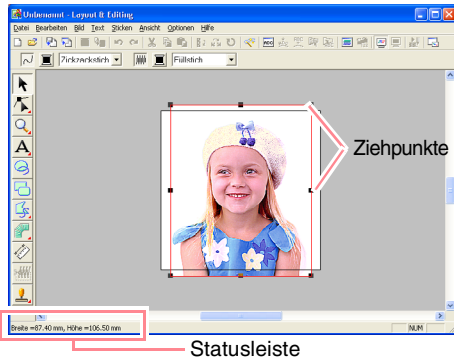 Unbenannt - Layout & Editing
Datei Bearbeiten Bild Text Sticken Ansicht Optionen Hilfe
Zickzackstich Füllstich
Ziehpunkte
Breite =87.40 mm, Höhe =106.50 mm NUM
Statusleiste